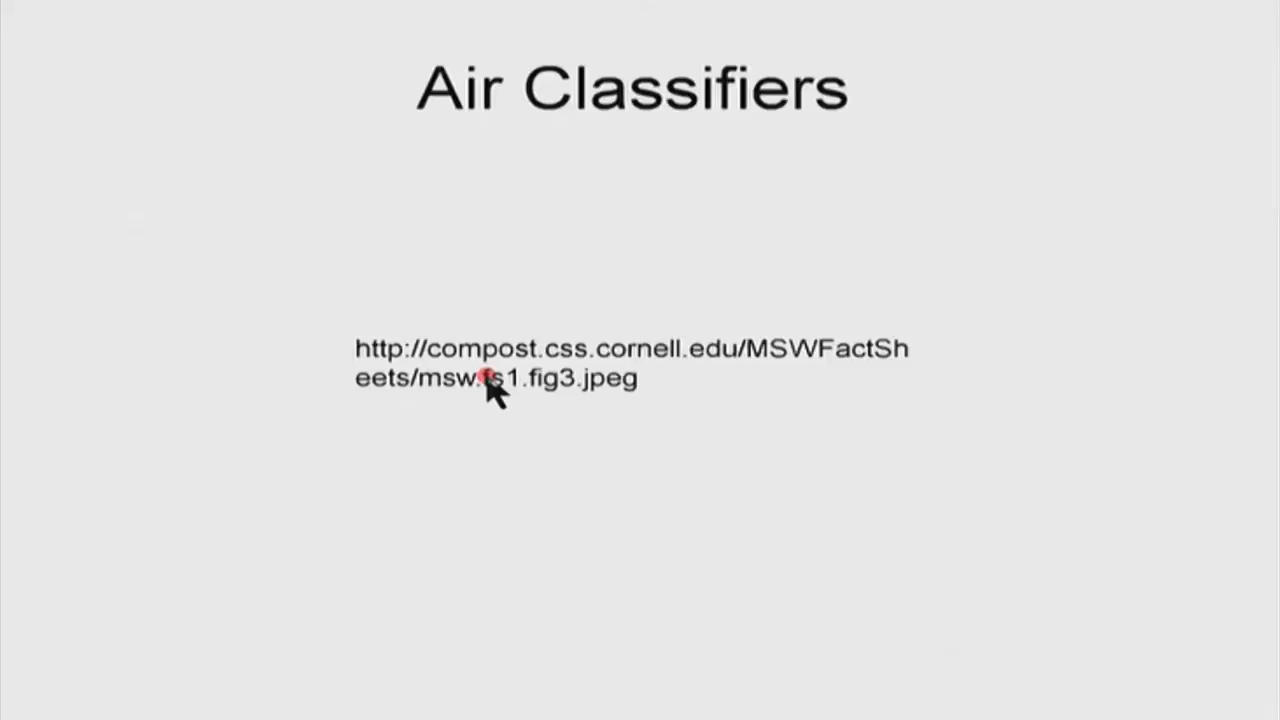 Air Classifiers
http://compost.css.cornell.edu/MSWFactSh
eets/msw.fs1.fig3.jpeg